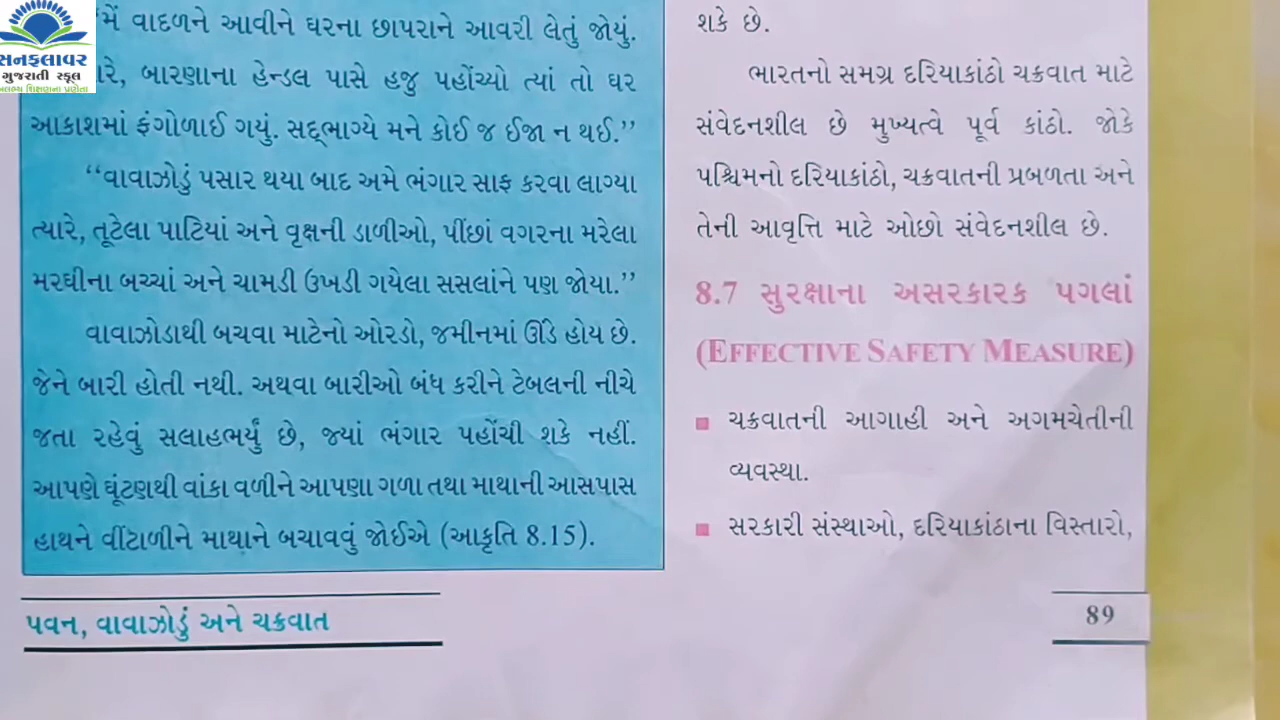 સનફલાવર
ગુજરાતી સ્કૂલ
મેં વાદળને આવીને ઘરના છાપરાને આવરી લેતું જોયું.
બારણાના હેન્ડલ પાસે હજુ પહોંચ્યો ત્યાં તો ઘર
આકાશમાં ફંગોળાઈ ગયું. સદ્ભાગ્યે મને કોઈ જ ઈજા ન થઈ.’’
‘‘વાવાઝોડું પસાર થયા બાદ અમે ભંગાર સાફ કરવા લાગ્યા
ત્યારે, તૂટેલા પાટિયાં અને વૃક્ષની ડાળીઓ, પીંછાં વગરના મરેલા
મરઘીના બચ્ચાં અને ચામડી ઉખડી ગયેલા સસલાંને પણ જોયા.’’
વાવાઝોડાથી બચવા માટેનો ઓરડો, જમીનમાં ઊંડે હોય છે.
જેને બારી હોતી નથી. અથવા બારીઓ બંધ કરીને ટેબલની નીચે
જતા રહેવું સલાહભર્યું છે, જ્યાં ભંગાર પહોંચી શકે નહીં.
આપણે ઘૂંટણથી વાંકા વળીને આપણા ગળા તથા માથાની આસપાસ
હાથને વીંટાળીને માથાને બચાવવું જોઈએ (આકૃતિ 8.15).
શકે છે.
ભારતનો સમગ્ર દરિયાકાંઠો ચક્રવાત માટે
સંવેદનશીલ છે મુખ્યત્વે પૂર્વ કાંઠો. જોકે
પશ્ચિમનો દરિયાકાંઠો, ચક્રવાતની પ્રબળતા અને
તેની આવૃત્તિ માટે ઓછો સંવેદનશીલ છે.
8.7 સુરક્ષાના અસરકારક પગલાં
(EFFECTIVE SAFETY MEASURE)
ચક્રવાતની આગાહી અને અગમચેતીની
વ્યવસ્થા.
સરકારી સંસ્થાઓ, દરિયાકાંઠાના વિસ્તારો,
પવન, વાવાઝોડું અને ચક્રવાત
89